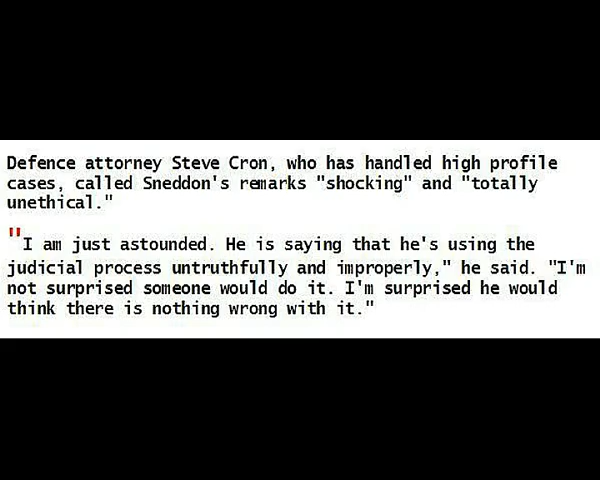 Defence attorney Steve Cron, who has handled high profile
cases, called Sneddon's remarks "shocking" and "totally
unethical."
"I am just astounded. He is saying that he's using the
judicial process untruthfully and improperly," he said. "I'm
not surprised someone would do it. I'm surprised he would
think there is nothing wrong with it."